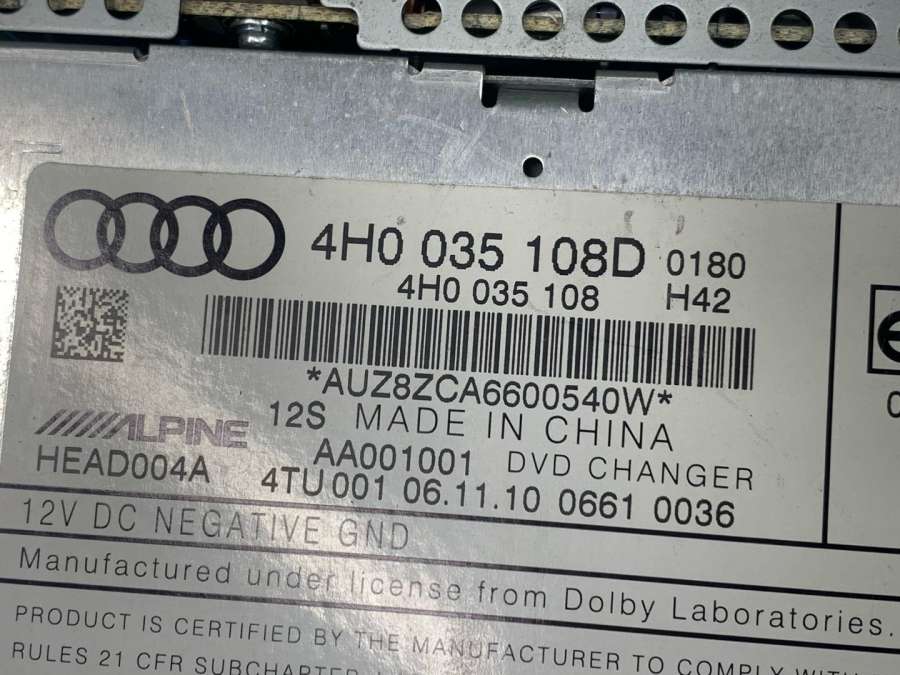 4H0 035 108D 0180
4H0 035 108 H42
*AUZ8ZCA6600540W*
ALPINE 12S MADE IN CHINA
HEAD004A AA001001 DVD CHANGER
4TU001 06.11.10 0661 0036
12V DC NEGATIVE GND
Manufactured under license from Dolby Laboratories.
PRODUCT IS CERTIFIED BY THE MANUFACTURER TO COMPLY WITH
RULES 21 CFR SUBCHAPTER